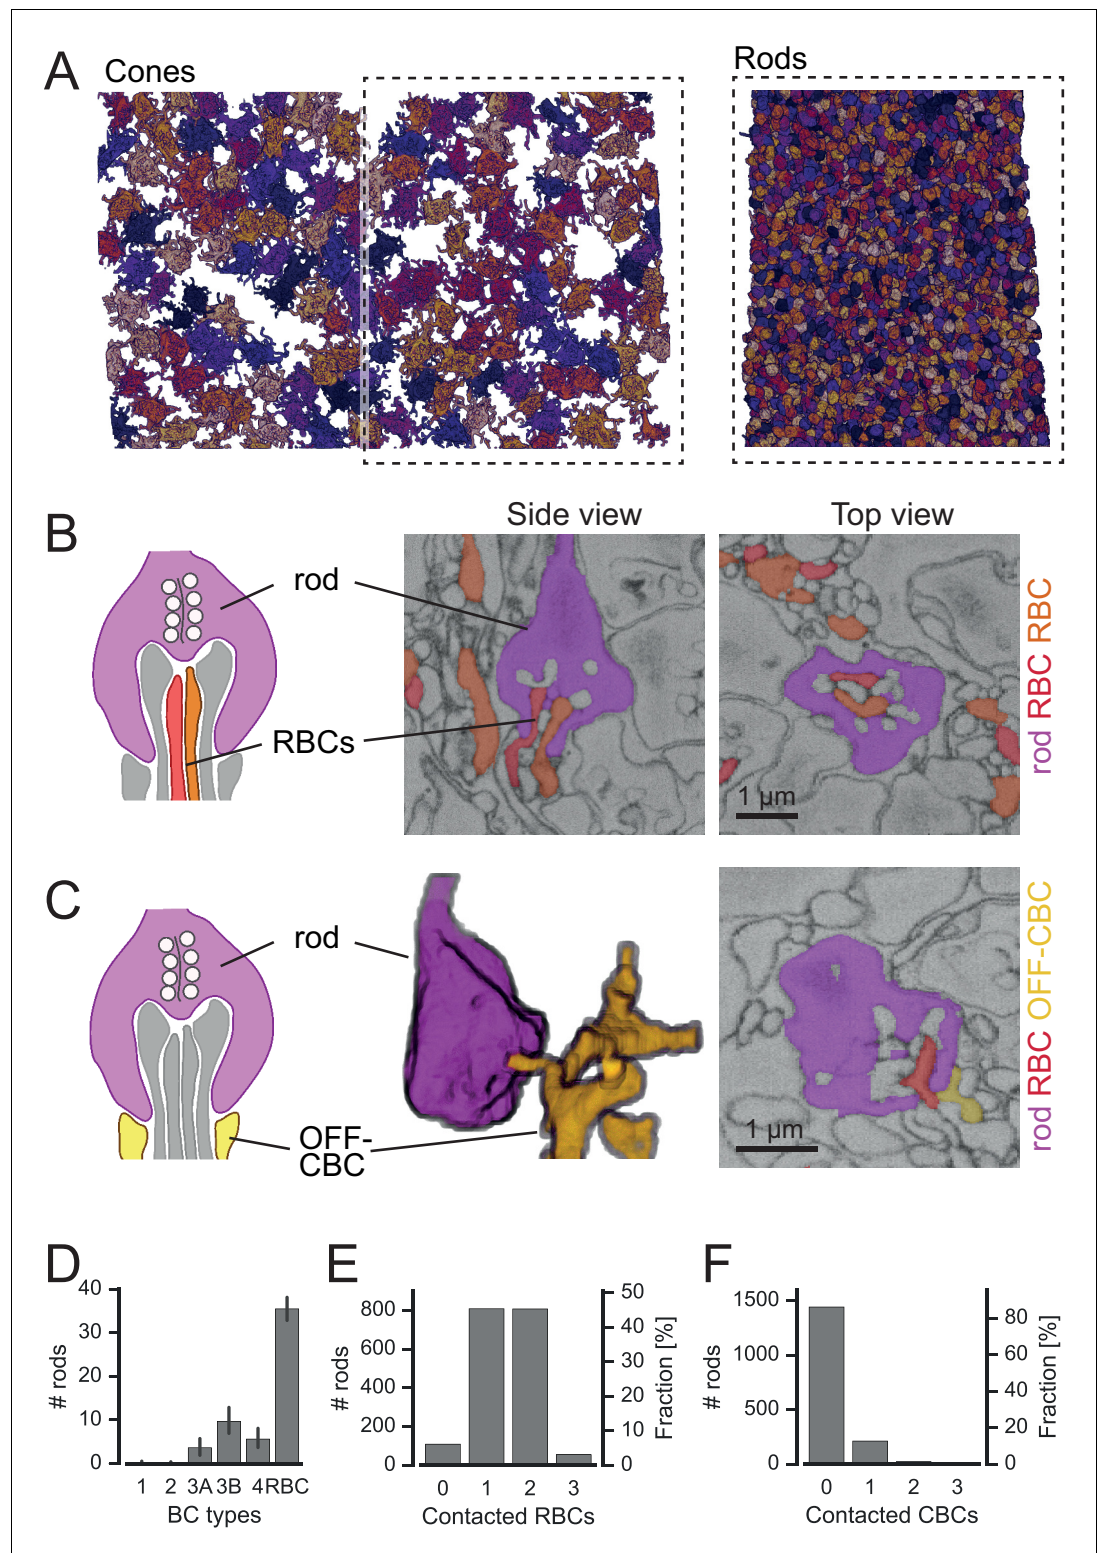 A
Cones
Rods
B
Side view
Top view
rod
RBCs
1 µm
rod RBC RBC
C
rod
OFF-
CBC
1 µm
rod RBC OFF-CBC
D
40
30
20
10
0
# rods
1 2 3A 3B 4 RBC
BC types
E
800
600
400
200
0
# rods
50
40
30
20
10
0
Fraction [%]
0 1 2 3
Contacted RBCs
F
1500
1000
500
0
# rods
80
60
40
20
0
Fraction [%]
0 1 2 3
Contacted CBCs